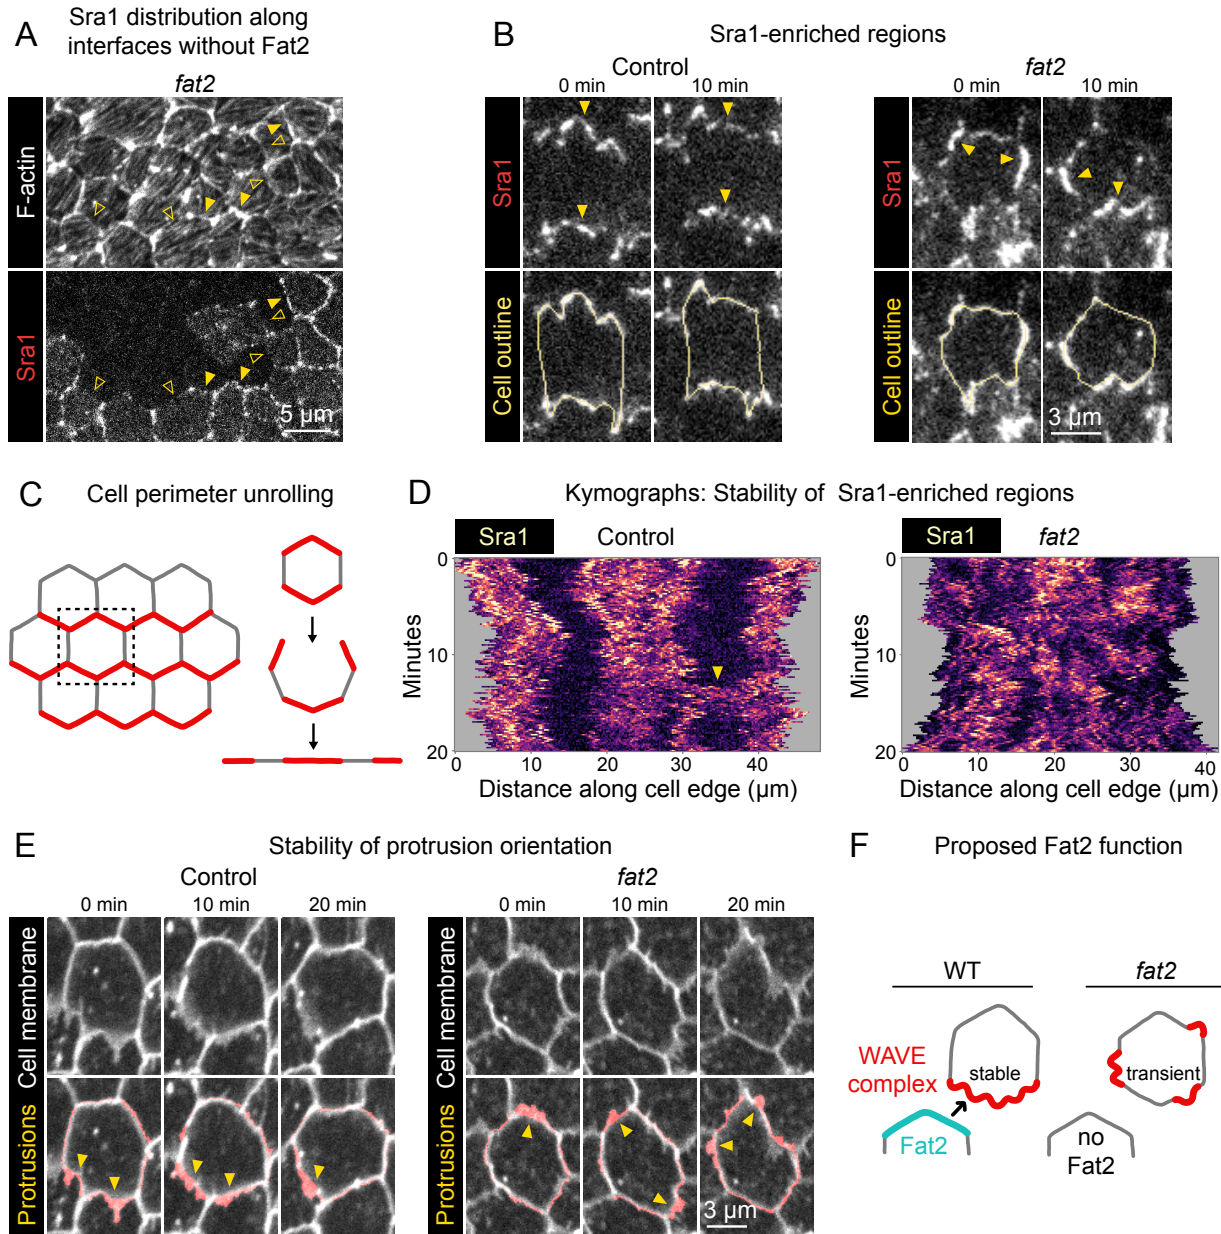 A
Sra1 distribution along
interfaces without Fat2
fat2
F-actin
Sra1
5 μm
B
Sra1-enriched regions
Control
fat2
0 min
10 min
0 min
10 min
Sra1
Sra1
Cell outline
Cell outline
3 μm
C
Cell perimeter unrolling
D
Kymographs: Stability of Sra1-enriched regions
Sra1
Control
Sra1
fat2
Minutes
0
10
20
0
10
20
30
40
Distance along cell edge (μm)
0
10
20
0
10
20
30
40
Distance along cell edge (μm)
E
Stability of protrusion orientation
Control
fat2
0 min
10 min
20 min
0 min
10 min
20 min
Cell membrane
Cell membrane
Protrusions
Protrusions
3 μm
F
Proposed Fat2 function
WT
fat2
WAVE
complex
stable
transient
Fat2
no
Fat2